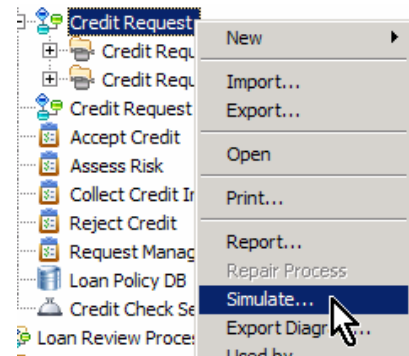 Credit Request
Credit Requ
Credit Requ
Credit Request
Accept Credit
Assess Risk
Collect Credit In
Reject Credit
Request Manag
Loan Policy DB
Credit Check Se
Loan Review Proces
New
Import...
Export...
Open
Print...
Report...
Repair Process
Simulate...
Export Diagr
Used by